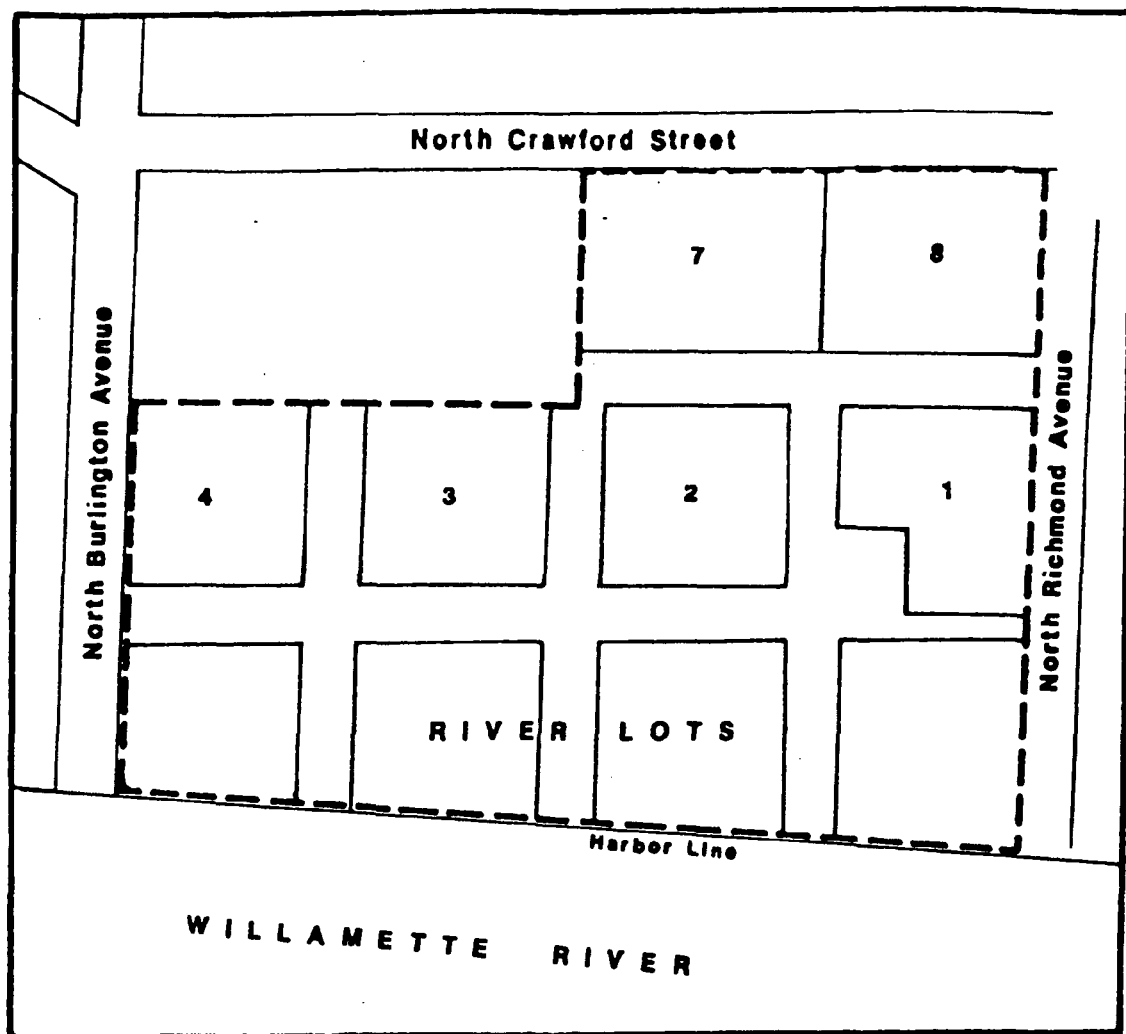 North Crawford Street
7
8
North Burlington Avenue
4
3
2
1
North Richmond Avenue
RIVER LOTS
Harbor Line
WILLAMETTE RIVER